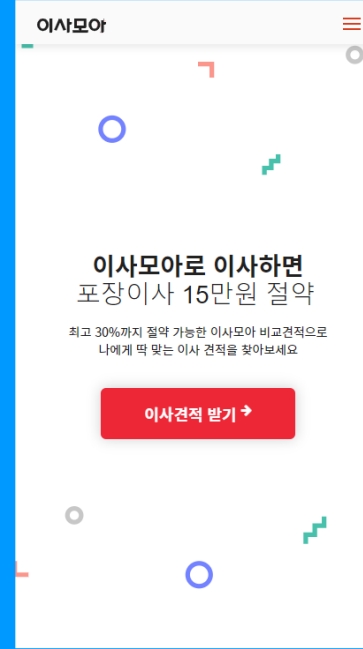 이사모아
이사모아로 이사하면
포장이사 15만원 절약
최고 30%까지 절약 가능한 이사모아 비교견적으로
나에게 딱 맞는 이사 견적을 찾아보세요
이사견적 받기 →